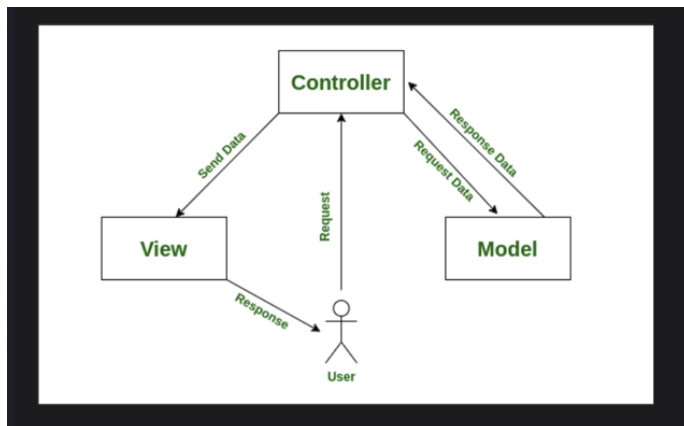 Controller
Send Data
Request
Request Data
Response Data
View
Model
Response
User